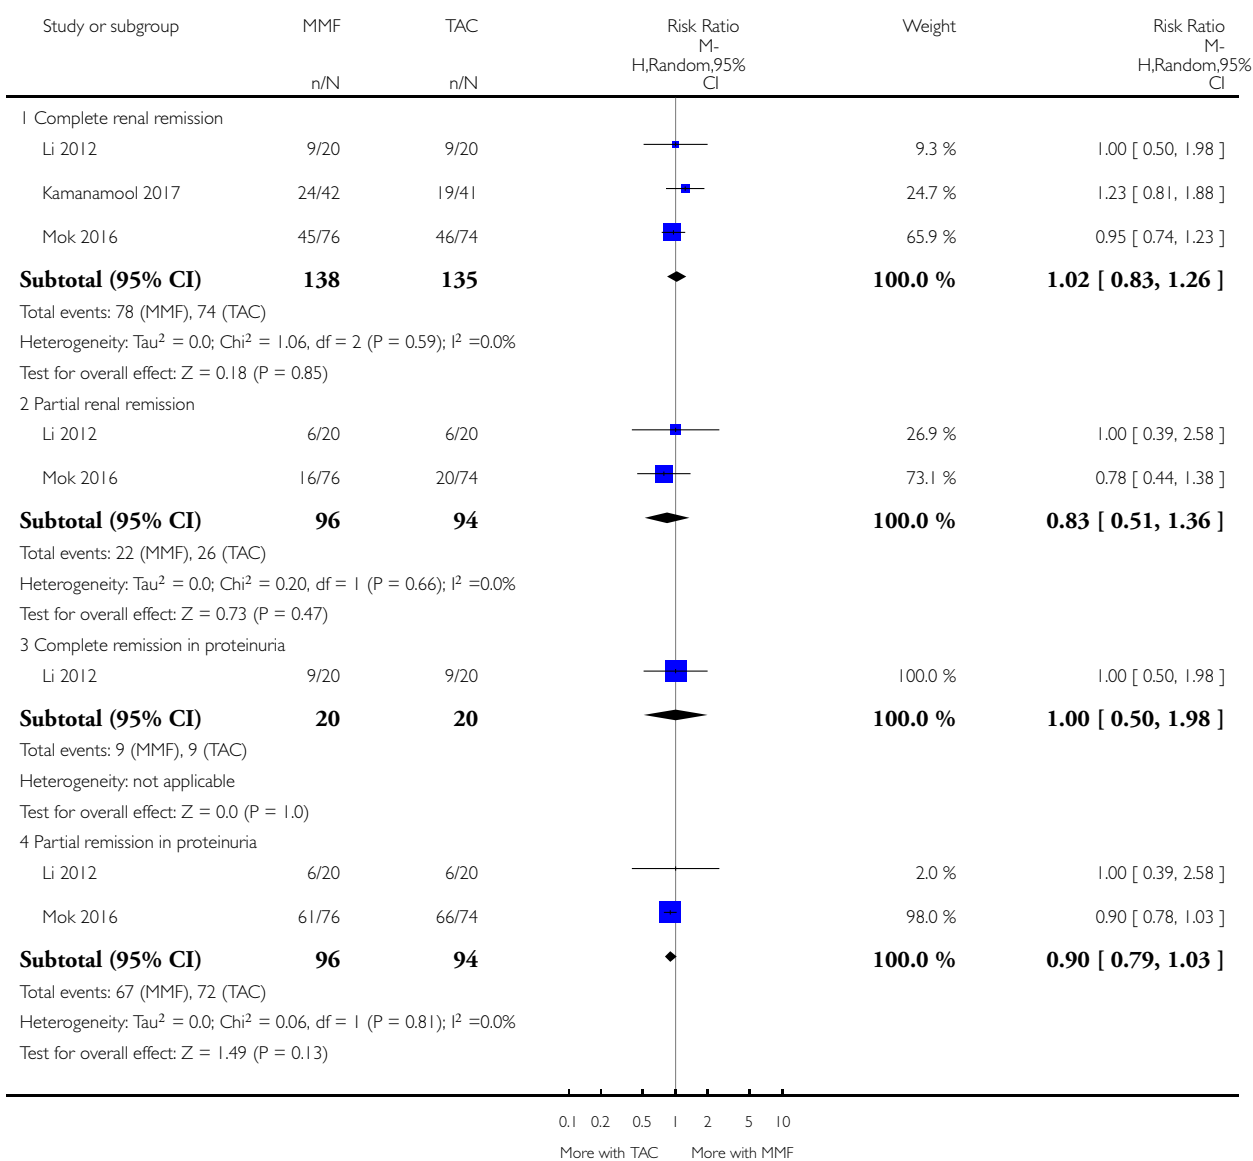 Study or subgroup MMF TAC Risk Ratio Weight Risk Ratio
M- M-
H,Random,95% H,Random,95%
n/N n/N CI CI
1 Complete renal remission
Li 2012 9/20 9/20 9.3 % 1.00 [ 0.50, 1.98 ]
Kamanamool 2017 24/42 19/41 24.7 % 1.23 [ 0.81, 1.88 ]
Mok 2016 45/76 46/74 65.9 % 0.95 [ 0.74, 1.23 ]
Subtotal (95% CI) 138 135 100.0 % 1.02 [ 0.83, 1.26 ]
Total events: 78 (MMF), 74 (TAC)
Heterogeneity: Tau² = 0.0; Chi² = 1.06, df = 2 (P = 0.59); I² =0.0%
Test for overall effect: Z = 0.18 (P = 0.85)
2 Partial renal remission
Li 2012 6/20 6/20 26.9 % 1.00 [ 0.39, 2.58 ]
Mok 2016 16/76 20/74 73.1 % 0.78 [ 0.44, 1.38 ]
Subtotal (95% CI) 96 94 100.0 % 0.83 [ 0.51, 1.36 ]
Total events: 22 (MMF), 26 (TAC)
Heterogeneity: Tau² = 0.0; Chi² = 0.20, df = 1 (P = 0.66); I² =0.0%
Test for overall effect: Z = 0.73 (P = 0.47)
3 Complete remission in proteinuria
Li 2012 9/20 9/20 100.0 % 1.00 [ 0.50, 1.98 ]
Subtotal (95% CI) 20 20 100.0 % 1.00 [ 0.50, 1.98 ]
Total events: 9 (MMF), 9 (TAC)
Heterogeneity: not applicable
Test for overall effect: Z = 0.0 (P = 1.0)
4 Partial remission in proteinuria
Li 2012 6/20 6/20 2.0 % 1.00 [ 0.39, 2.58 ]
Mok 2016 61/76 66/74 98.0 % 0.90 [ 0.78, 1.03 ]
Subtotal (95% CI) 96 94 100.0 % 0.90 [ 0.79, 1.03 ]
Total events: 67 (MMF), 72 (TAC)
Heterogeneity: Tau² = 0.0; Chi² = 0.06, df = 1 (P = 0.81); I² =0.0%
Test for overall effect: Z = 1.49 (P = 0.13)
0.1 0.2 0.5 1 2 5 10
More with TAC More with MMF